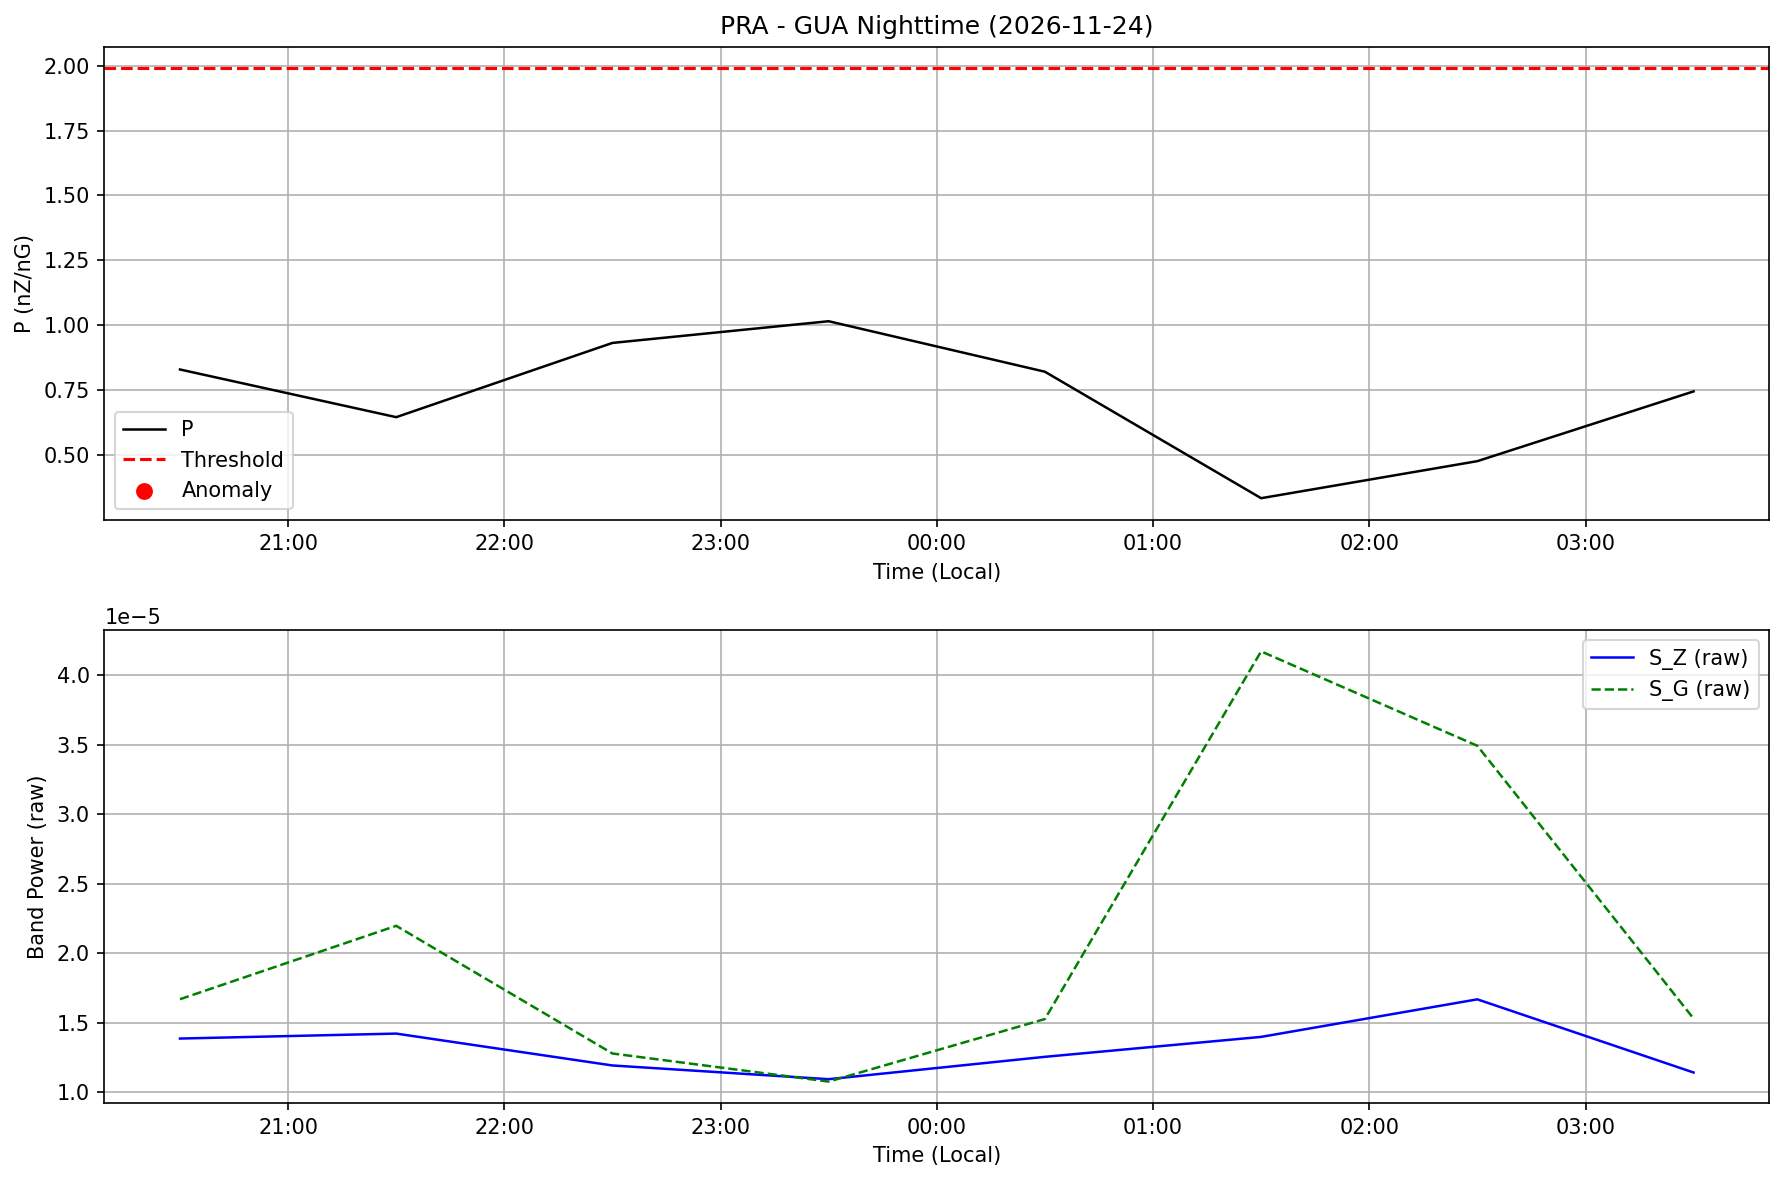 PRA - GUA Nighttime (2026-11-24)
P (nZ/nG)
2.00
1.75
1.50
1.25
1.00
0.75
0.50
P
Threshold
Anomaly
21:00 22:00 23:00 00:00 01:00 02:00 03:00
Time (Local)
1e−5
Band Power (raw)
4.0
3.5
3.0
2.5
2.0
1.5
1.0
S_Z (raw)
S_G (raw)
21:00 22:00 23:00 00:00 01:00 02:00 03:00
Time (Local)